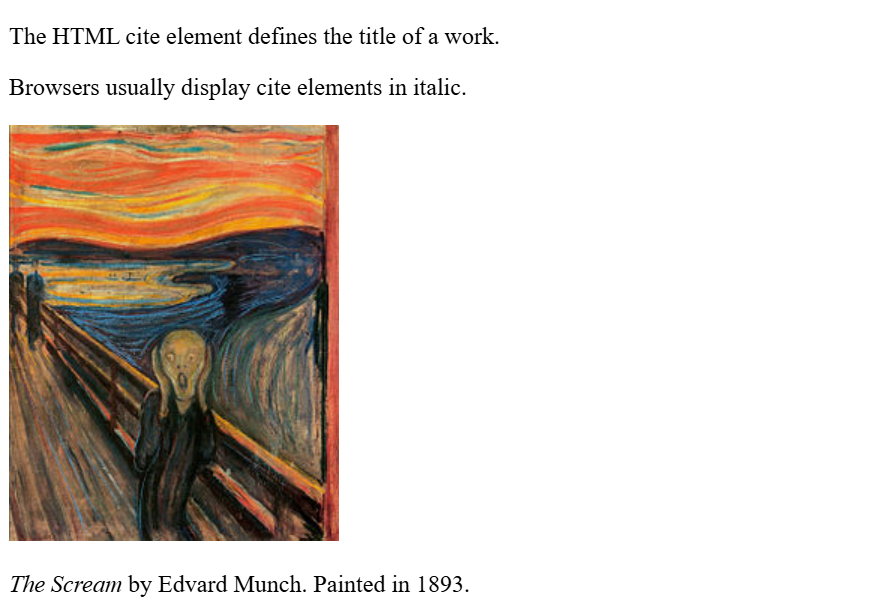 The HTML cite element defines the title of a work.
Browsers usually display cite elements in italic.
The Scream by Edvard Munch. Painted in 1893.